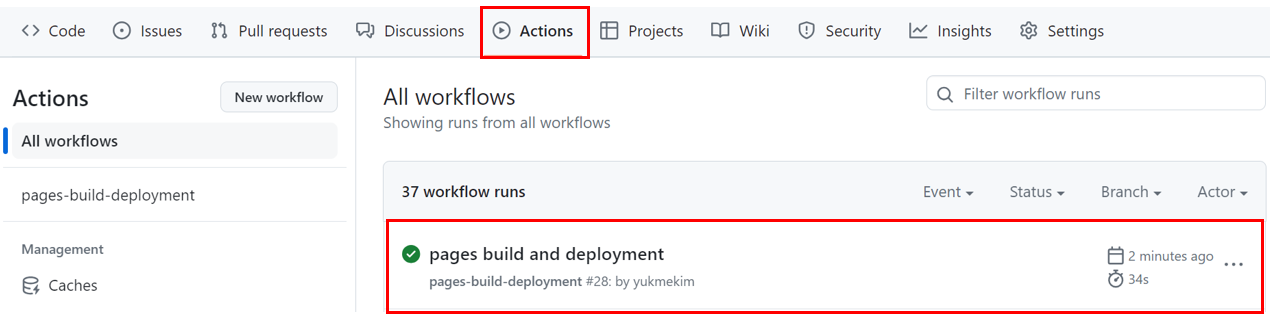 Code Issues Pull requests Discussions Actions Projects Wiki Security Insights Settings
Actions New workflow
All workflows
pages-build-deployment
Management
Caches
All workflows
Showing runs from all workflows
Filter workflow runs
37 workflow runs Event Status Branch Actor
pages build and deployment
pages-build-deployment #28: by yukmekim
2 minutes ago
34s